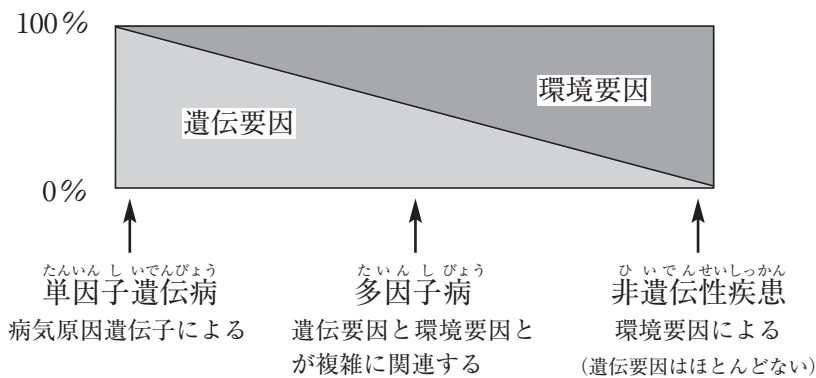 100％
環境要因
遺伝要因
0％
たんいんしいでんびょう
単因子遺伝病
病気原因遺伝子による
たいんしびょう
多因子病
遺伝要因と環境要因と
が複雑に関連する
ひいでんせいしっかん
非遺伝性疾患
環境要因による
（遺伝要因はほとんどない）